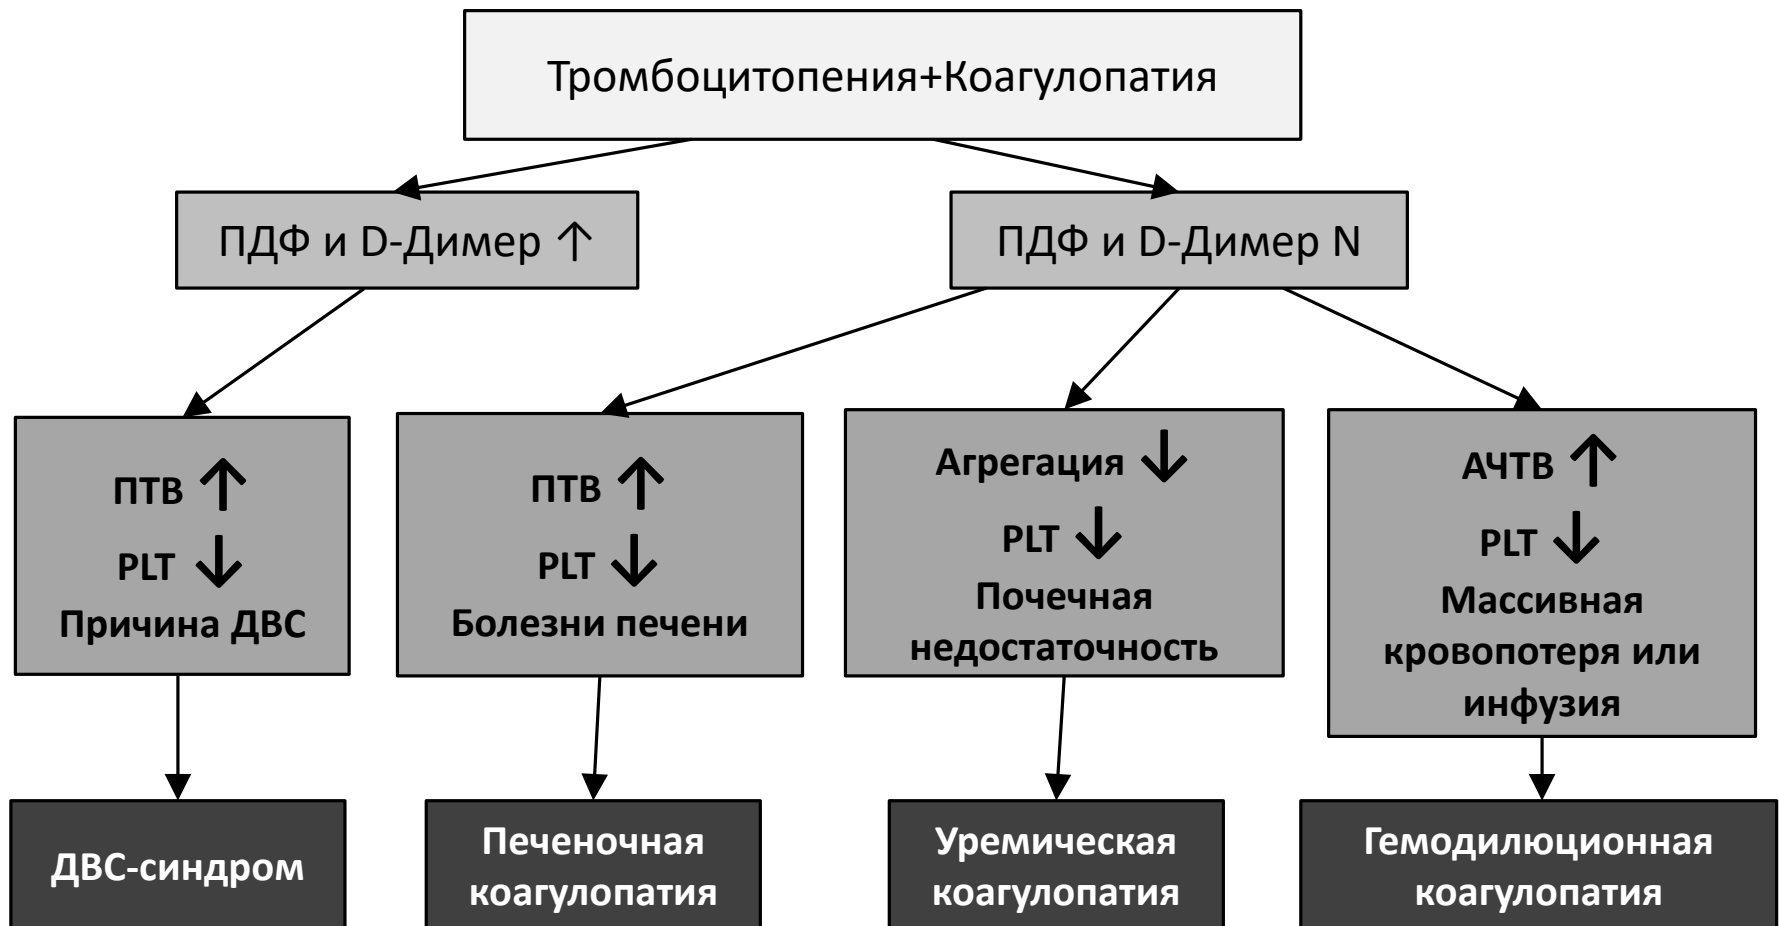 Тромбоцитопения+Коагулопатия
ПДФ и D-Димер ↑
ПДФ и D-Димер N
ПТВ ↑
PLT ↓
Причина ДВС
ПТВ ↑
PLT ↓
Болезни печени
Агрегация ↓
PLT ↓
Почечная
недостаточность
АЧТВ ↑
PLT ↓
Массивная
кровопотеря или
инфузия
ДВС-синдром
Печеночная
коагулопатия
Уремическая
коагулопатия
Гемодилюционная
коагулопатия